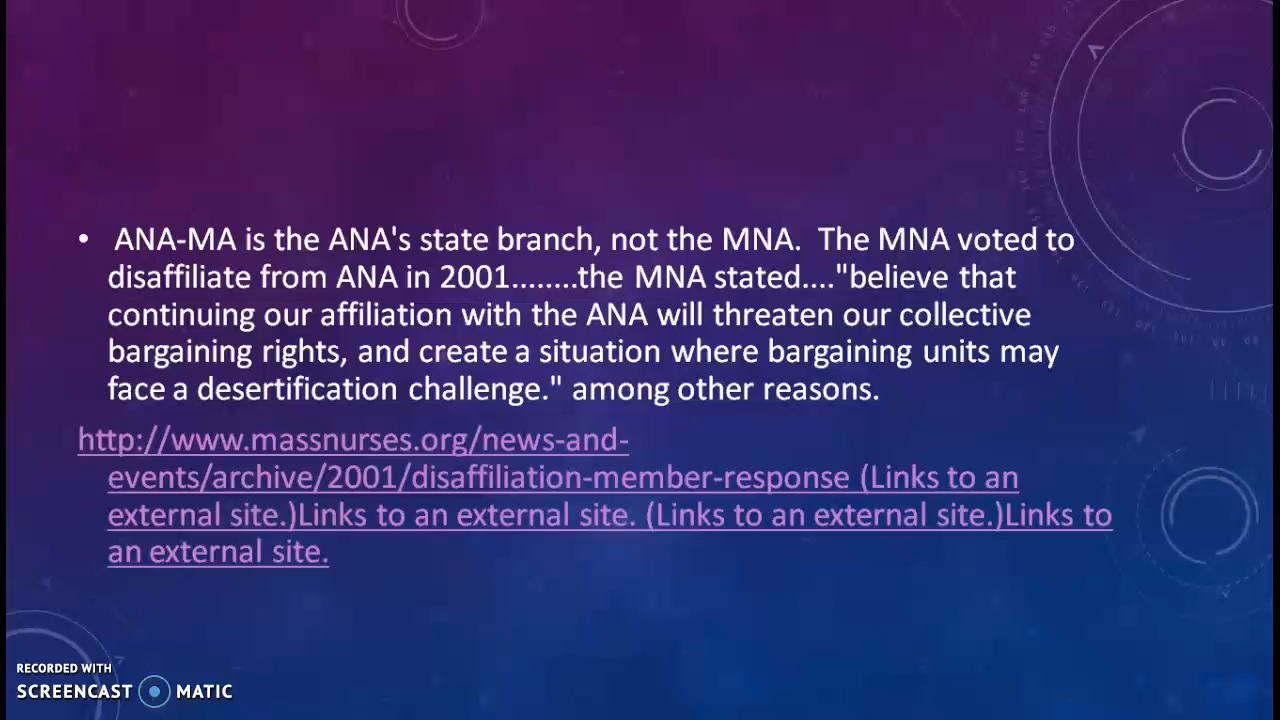 • ANA-MA is the ANA's state branch, not the MNA.  The MNA voted to
disaffiliate from ANA in 2001........the MNA stated...."believe that
continuing our affiliation with the ANA will threaten our collective
bargaining rights, and create a situation where bargaining units may
face a desertification challenge." among other reasons.
http://www.massnurses.org/news-and-
events/archive/2001/disaffiliation-member-response (Links to an
external site.)Links to an external site. (Links to an external site.)Links to
an external site.
RECORDED WITH
SCREENCAST MATIC